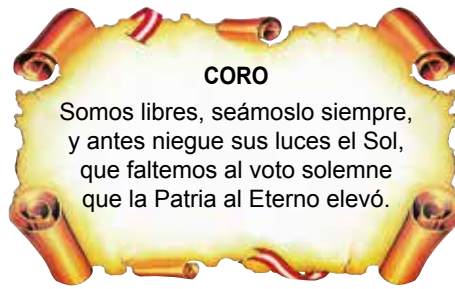 CORO
Somos libres, seámoslo siempre,
y antes niegue sus luces el Sol,
que faltemos al voto solemne
que la Patria al Eterno elevó.